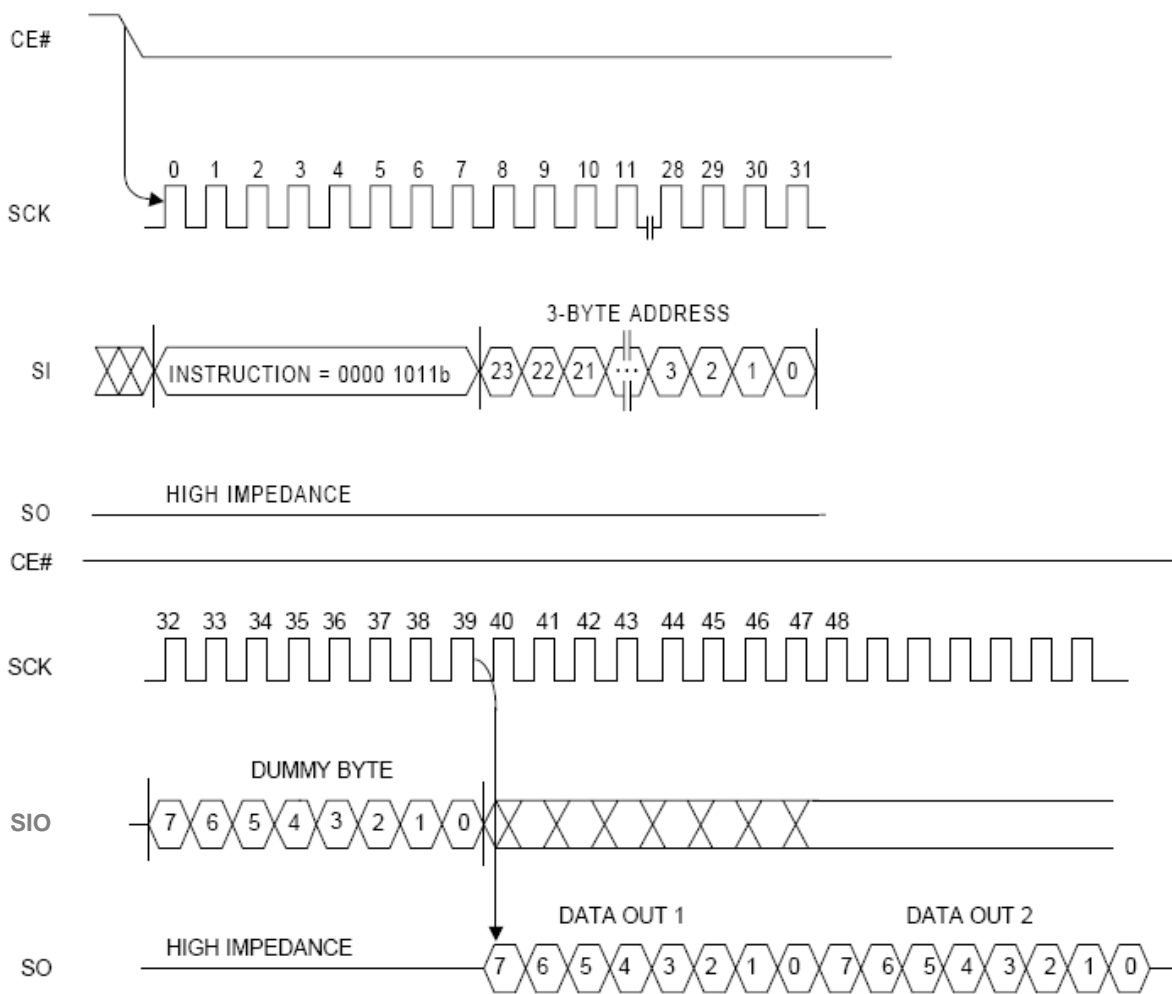 CE#
0 1 2 3 4 5 6 7 8 9 10 11 28 29 30 31
SCK
3-BYTE ADDRESS
SI INSTRUCTION = 0000 1011b 23 22 21 ... 3 2 1 0
HIGH IMPEDANCE
SO
CE#
32 33 34 35 36 37 38 39 40 41 42 43 44 45 46 47 48
SCK
DUMMY BYTE
SIO 7 6 5 4 3 2 1 0
DATA OUT 1 DATA OUT 2
HIGH IMPEDANCE
SO 7 6 5 4 3 2 1 0 7 6 5 4 3 2 1 0